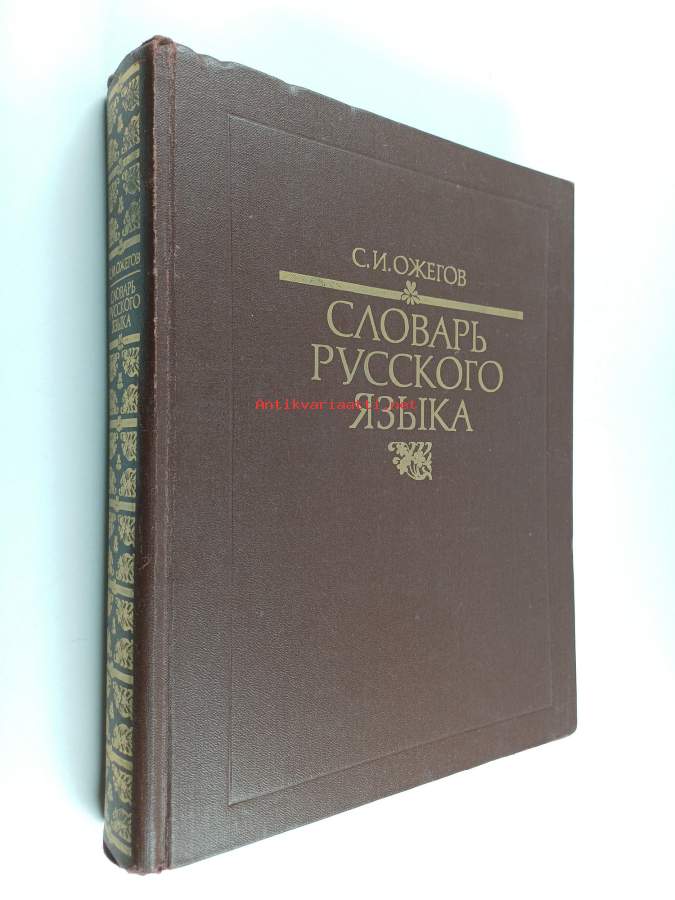 С. И. ОЖЕГОВ
СЛОВАРЬ
РУССКОГО
ЯЗЫКА
Antikvariaatti.net
С. И. ОЖЕГОВ
СЛОВАРЬ
РУССКОГО
ЯЗЫКА